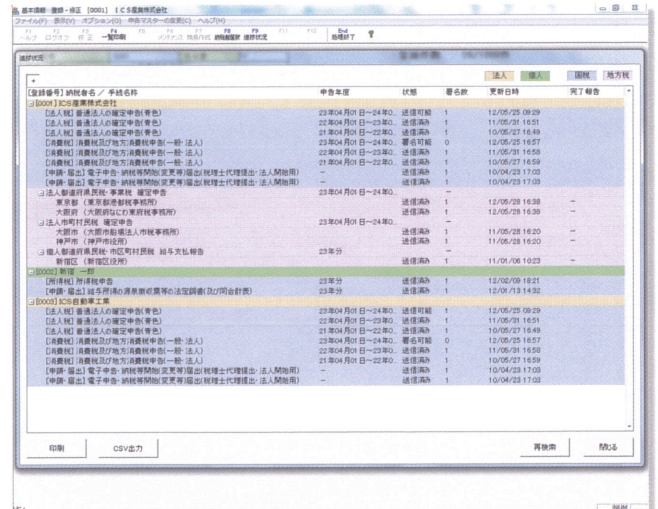 基本情報 登録・修正 [0001] ICS産業株式会社
ファイル(F) 表示(V) オプション(O) 申告マスターの変更(C) ヘルプ(H)
F1 F2 F3 F4 F5 F6 F7 F8 F9 F11 F12 End
ヘルプ ログオフ 修正 一覧印刷 メンテナンス 簡易作成 納税者選択 進捗状況 処理終了
進捗状況
+ 法人 個人 国税 地方税
[登録番号] 納税者名 / 手続名称 申告年度 状態 署名数 更新日時 完了報告
[0001] ICS産業株式会社
[法人税] 普通法人の確定申告(青色) 23年04月01日～24年0... 送信可能 1 12/05/25 09:29
[法人税] 普通法人の確定申告(青色) 22年04月01日～23年0... 送信済み 1 11/05/31 16:51
[法人税] 普通法人の確定申告(青色) 21年04月01日～22年0... 送信済み 1 10/05/27 16:49
[消費税] 消費税及び地方消費税申告(一般・法人) 23年04月01日～24年0... 署名可能 0 12/05/25 16:57
[消費税] 消費税及び地方消費税申告(一般・法人) 22年04月01日～23年0... 送信済み 1 11/05/31 16:58
[消費税] 消費税及び地方消費税申告(一般・法人) 21年04月01日～22年0... 送信済み 1 10/05/27 16:59
[申請・届出] 電子申告・納税等開始(変更等)届出(税理士代理提出・法人開始用) - 送信済み 1 10/04/23 17:03
[申請・届出] 電子申告・納税等開始(変更等)届出(税理士代理提出・法人開始用) - 送信済み 1 10/04/23 17:03
法人都道府県民税・事業税 確定申告 23年04月01日～24年0... -
東京都 (東京都港都税事務所) 送信済み 1 12/05/28 16:38 -
大阪府 (大阪府なにわ東府税事務所) 送信済み 1 12/05/28 16:38 -
法人市町村民税 確定申告 23年04月01日～24年0... -
大阪市 (大阪市船場法人市税事務所) 送信済み 1 11/05/28 16:20 -
神戸市 (神戸市役所) 送信済み 1 11/05/28 16:20 -
個人都道府県民税・市区町村民税 給与支払報告 23年分 -
新宿区 (新宿区役所) 送信済み 1 11/01/06 10:23 -
[0002] 新宿 一郎
[所得税] 所得税申告 23年分 送信済み 1 12/02/09 18:21
[申請・届出] 給与所得の源泉徴収票等の法定調書(及び同合計表) 23年分 送信済み 1 12/01/13 14:32
[0003] ICS自動車工業
[法人税] 普通法人の確定申告(青色) 23年04月01日～24年0... 送信可能 1 12/05/25 09:29
[法人税] 普通法人の確定申告(青色) 22年04月01日～23年0... 送信済み 1 11/05/31 16:51
[法人税] 普通法人の確定申告(青色) 21年04月01日～22年0... 送信済み 1 10/05/27 16:49
[消費税] 消費税及び地方消費税申告(一般・法人) 23年04月01日～24年0... 署名可能 0 12/05/25 16:57
[消費税] 消費税及び地方消費税申告(一般・法人) 22年04月01日～23年0... 送信済み 1 11/05/31 16:58
[消費税] 消費税及び地方消費税申告(一般・法人) 21年04月01日～22年0... 送信済み 1 10/05/27 16:59
[申請・届出] 電子申告・納税等開始(変更等)届出(税理士代理提出・法人開始用) - 送信済み 1 10/04/23 17:03
[申請・届出] 電子申告・納税等開始(変更等)届出(税理士代理提出・法人開始用) - 送信済み 1 10/04/23 17:03
印刷 CSV出力 再検索 閉じる